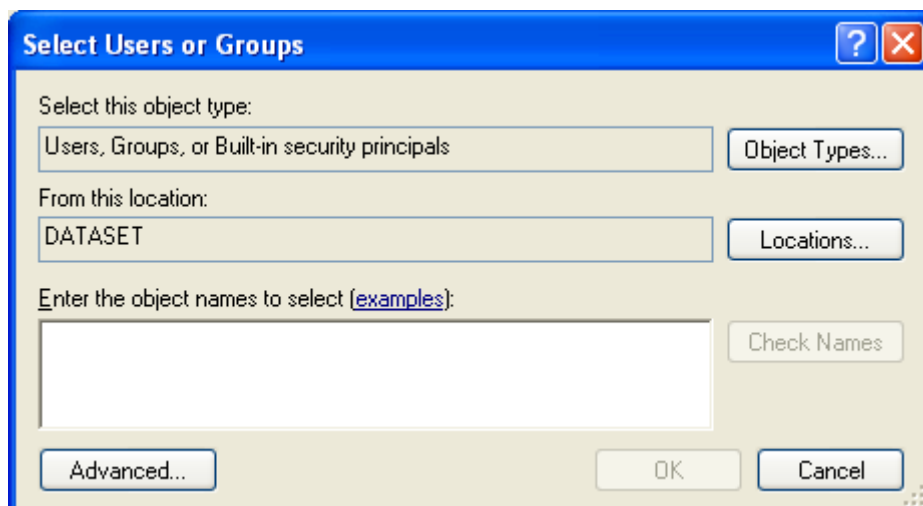 Select Users or Groups
Select this object type:
Users, Groups, or Built-in security principals
Object Types...
From this location:
DATASET
Locations...
Enter the object names to select (examples):
Check Names
Advanced...
OK
Cancel